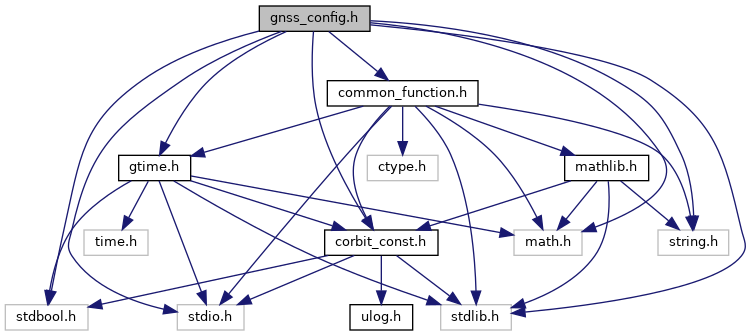 gnss_config.h
common_function.h
gtime.h
ctype.h
mathlib.h
time.h
corbit_const.h
math.h
string.h
stdbool.h
stdio.h
ulog.h
stdlib.h